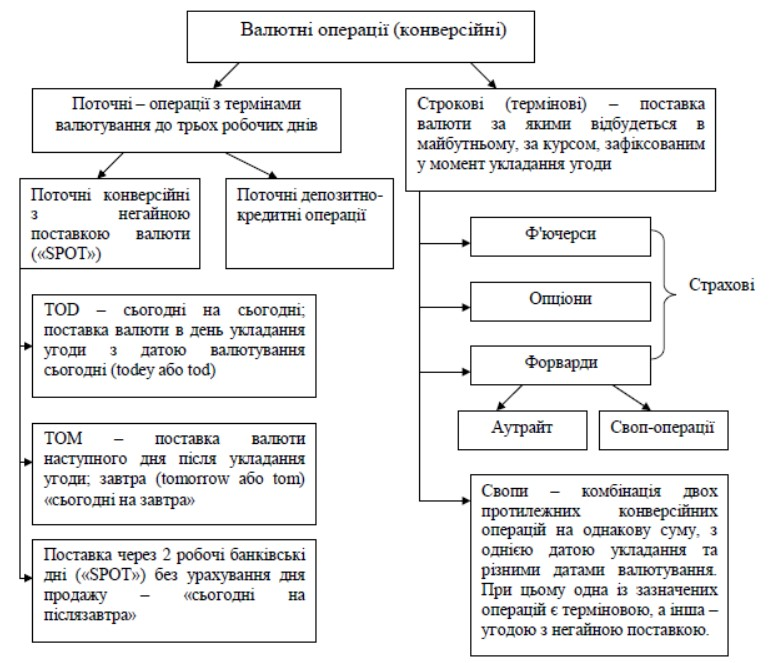 Валютні операції (конверсійні)
Поточні – операції з термінами
валютування до трьох робочих днів
Строкові (термінові) – поставка
валюти за якими відбудеться в
майбутньому, за курсом, зафіксованим
у момент укладання угоди
Поточні конверсійні
з негайною
поставкою валюти
(«SPOT»)
Поточні депозитно-
кредитні операції
TOD – сьогодні на сьогодні;
поставка валюти в день укладання
угоди з датою валютування
сьогодні (todey або tod)
TOM – поставка валюти
наступного дня після укладання
угоди; завтра (tomorrow або tom)
«сьогодні на завтра»
Поставка через 2 робочі банківські
дні («SPOT») без урахування дня
продажу – «сьогодні на
післязавтра»
Ф'ючерси
Опціони
Форварди
Страхові
Аутрайт
Своп-операції
Свопи – комбінація двох
протилежних конверсійних
операцій на однакову суму, з
однією датою укладання та
різними датами валютування.
При цьому одна із зазначених
операцій є терміновою, а інша –
угодою з негайною поставкою.